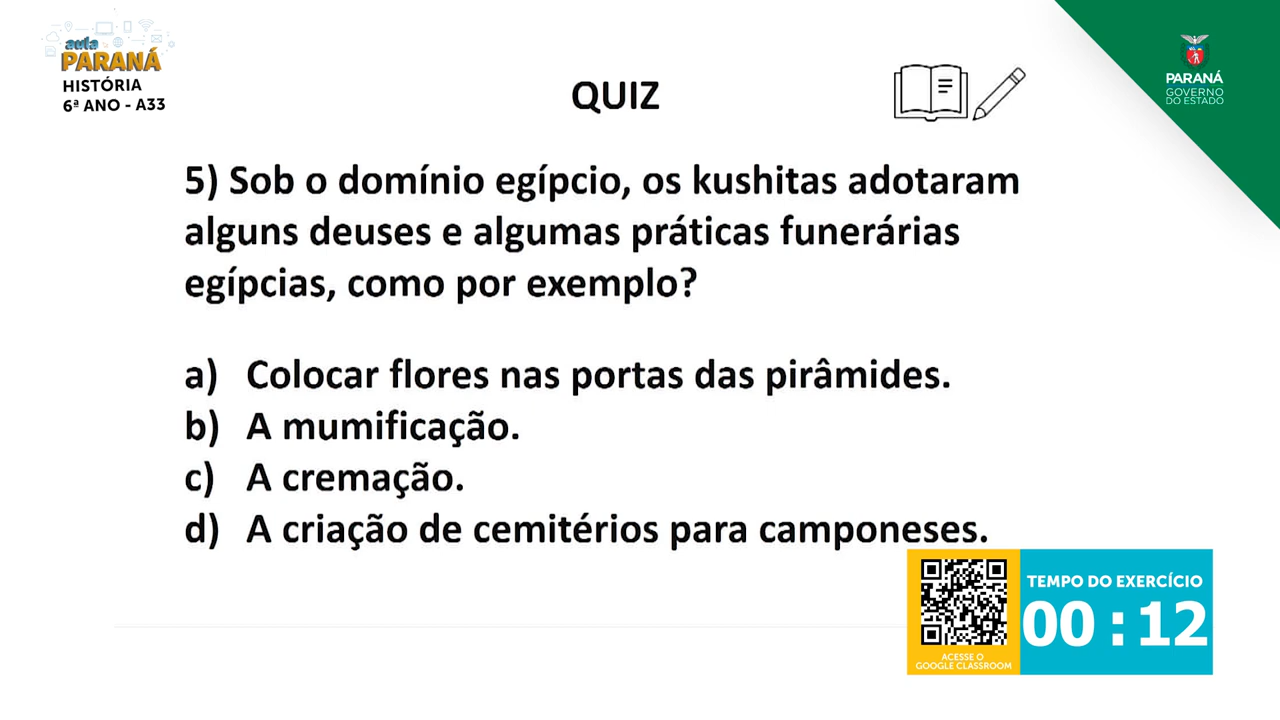 aula
PARANÁ
HISTÓRIA
6ª ANO - A33
QUIZ
PARANÁ
GOVERNO
DO ESTADO
5) Sob o domínio egípcio, os kushitas adotaram
alguns deuses e algumas práticas funerárias
egípcias, como por exemplo?
a) Colocar flores nas portas das pirâmides.
b) A mumificação.
c) A cremação.
d) A criação de cemitérios para camponeses.
TEMPO DO EXERCÍCIO
00 : 12
ACESSE O
GOOGLE CLASSROOM